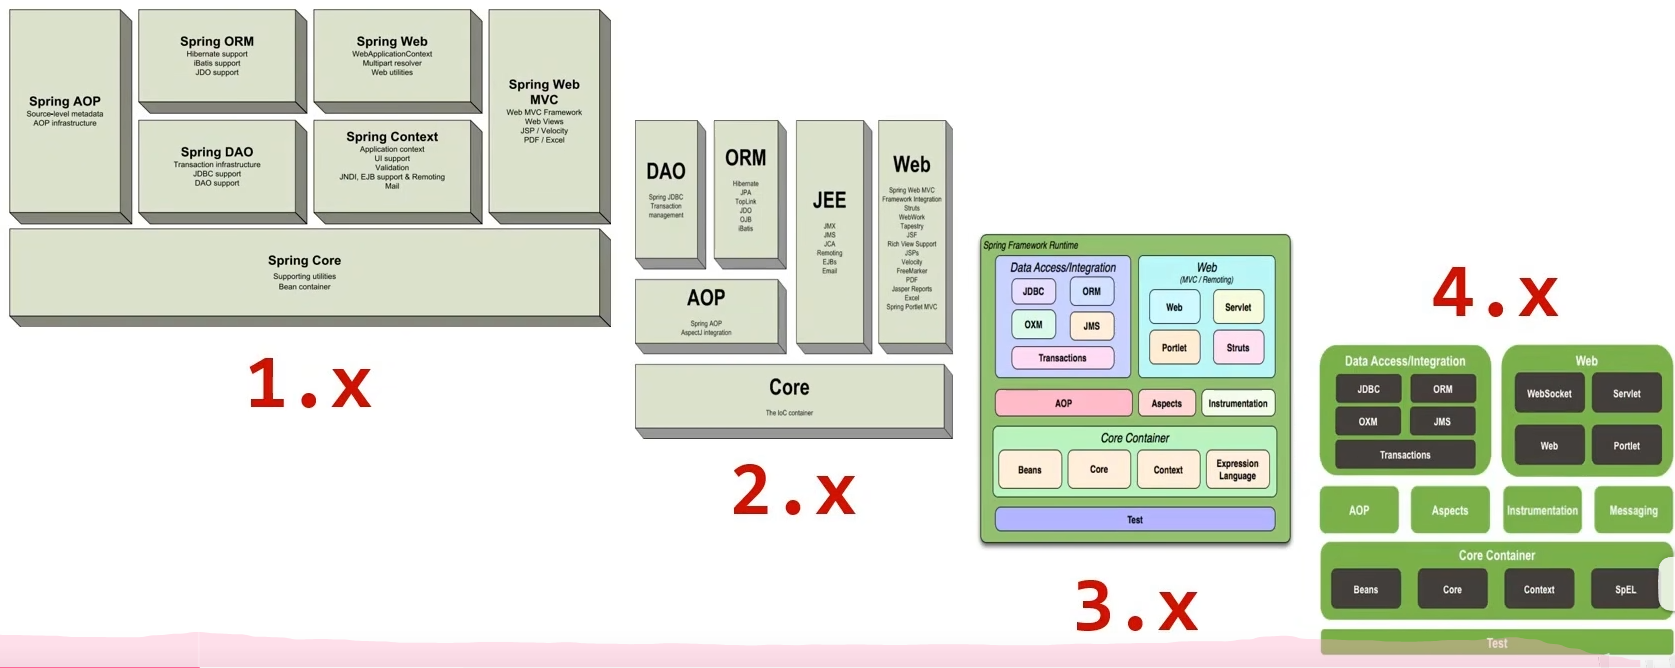 Spring AOP
Source-level metadata
AOP infrastructure
Spring ORM
Hibernate support
iBatis support
JDO support
Spring Web
WebApplicationContext
Multipart resolver
Web utilities
Spring Web
MVC
Web MVC Framework
Web Views
JSP / Velocity
PDF / Excel
Spring DAO
Transaction infrastructure
JDBC support
DAO support
Spring Context
Application context
UI support
Validation
JNDI, EJB support & Remoting
Mail
Spring Core
Supporting utilities
Bean container
1.x
DAO
Spring JDBC
Transaction
management
ORM
Hibernate
JPA
TopLink
JDO
OJB
iBatis
JEE
JMX
JMS
JCA
Remoting
EJBs
Email
Web
Spring Web MVC
Framework Integration
Struts
WebWork
Tapestry
JSF
Rich View Support
JSPs
Velocity
FreeMarker
PDF
Jasper Reports
Excel
Spring Portlet MVC
AOP
Spring AOP
AspectJ integration
Core
The IoC container
2.x
Spring Framework Runtime
Data Access/Integration
JDBC
ORM
OXM
JMS
Transactions
Web
(MVC / Remoting)
Web
Servlet
Portlet
Struts
AOP
Aspects
Instrumentation
Core Container
Beans
Core
Context
Expression
Language
Test
3.x
4.x
Data Access/Integration
JDBC
ORM
OXM
JMS
Transactions
Web
WebSocket
Servlet
Web
Portlet
AOP
Aspects
Instrumentation
Messaging
Core Container
Beans
Core
Context
SpEL
Test